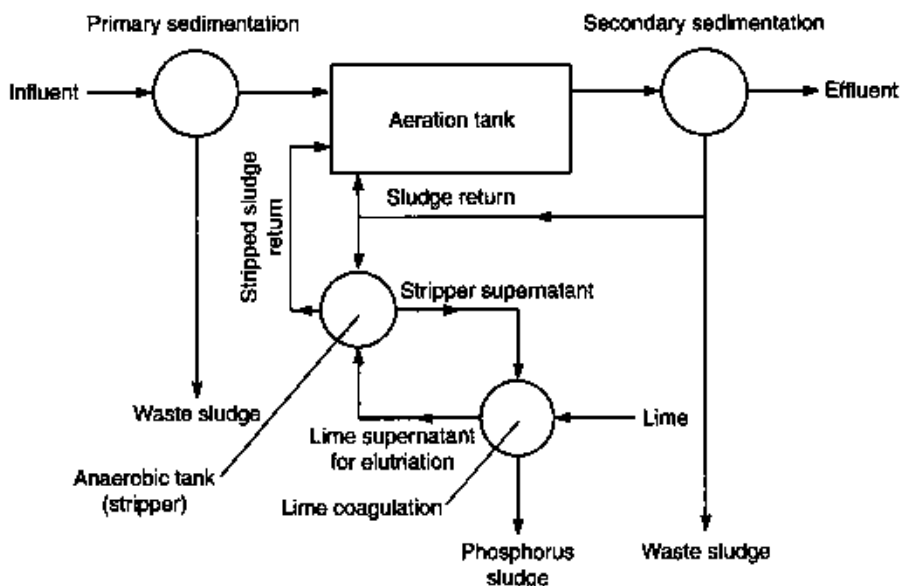 Primary sedimentation
Secondary sedimentation
Influent
Aeration tank
Effluent
Stripped sludge
return
Sludge return
Stripper supernatant
Waste sludge
Lime supernatant
for elutriation
Lime
Anaerobic tank
(stripper)
Lime coagulation
Phosphorus
sludge
Waste sludge